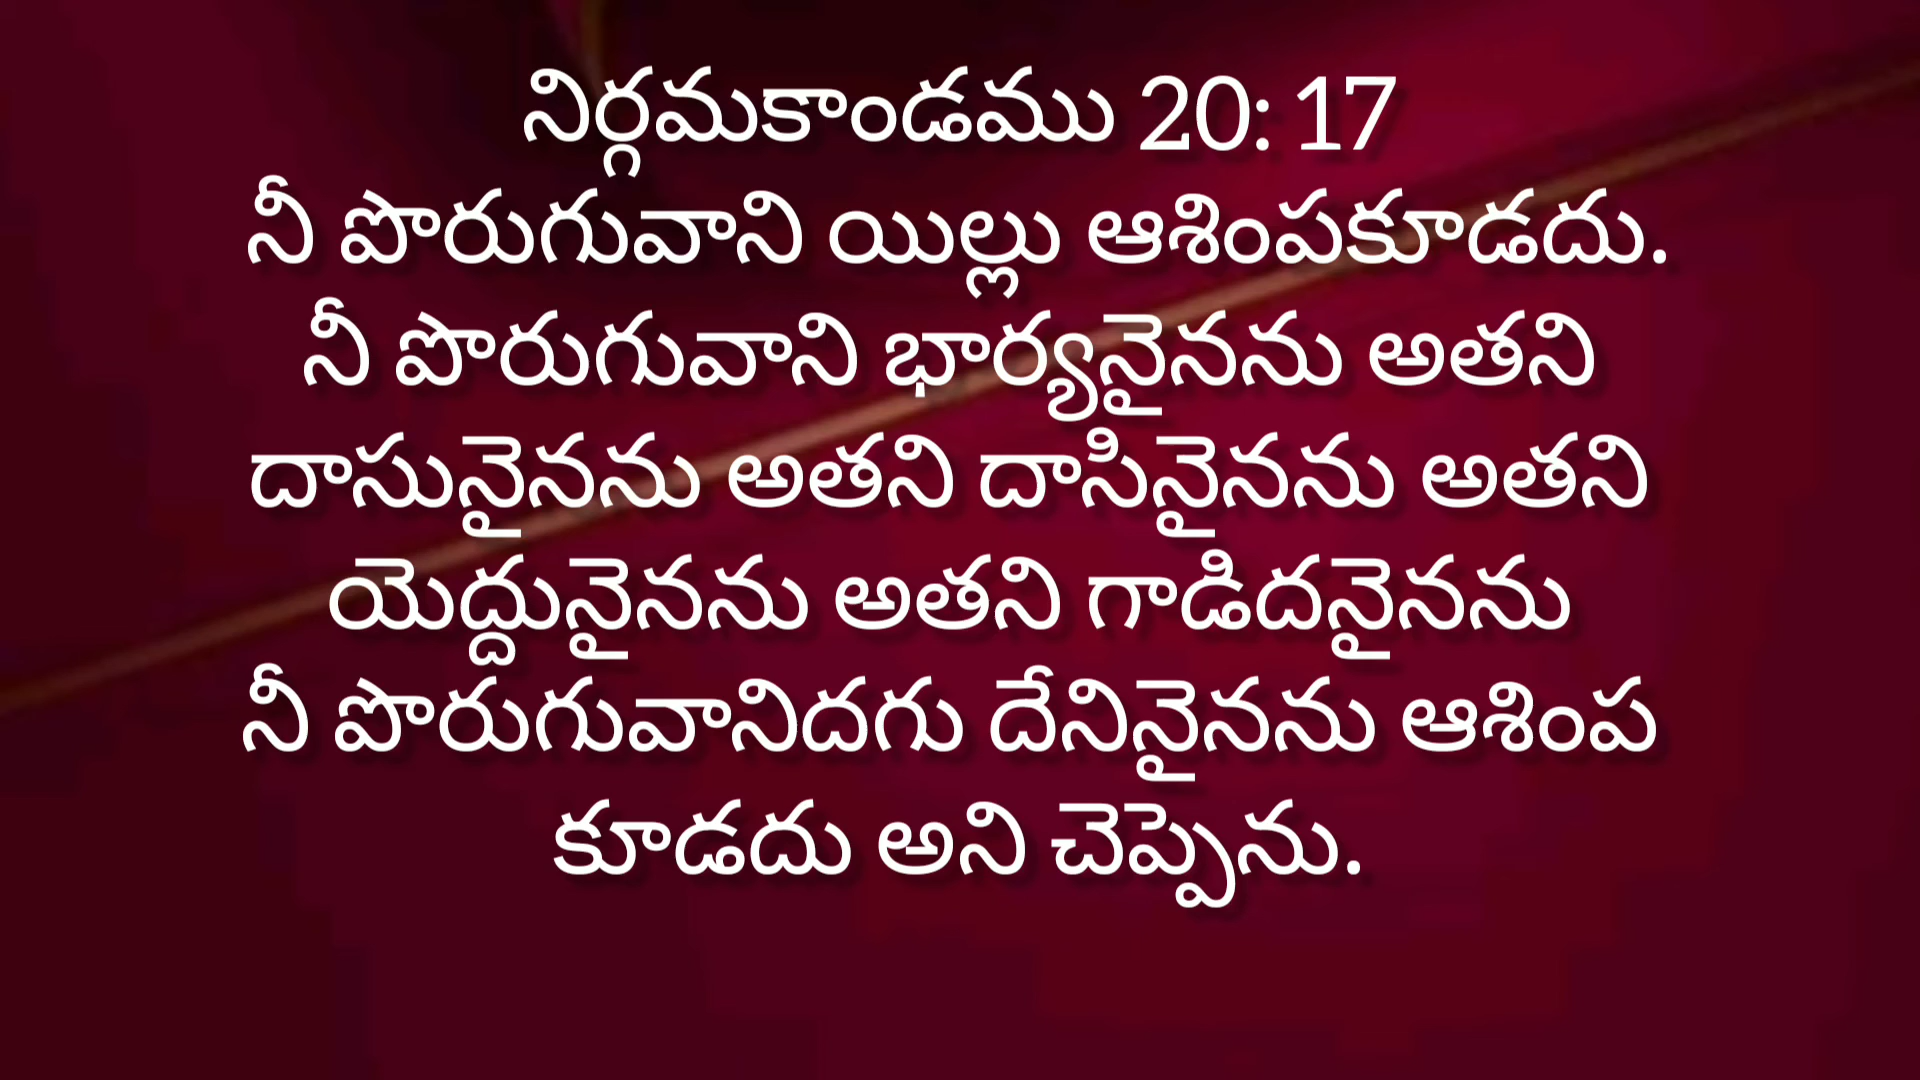 నిర్గమకాండము 20: 17
నీ పొరుగువాని యిల్లు ఆశింపకూడదు.
నీ పొరుగువాని భార్యనైనను అతని
దాసునైనను అతని దాసినైనను అతని
యెద్దునైనను అతని గాడిదనైనను
నీ పొరుగువానిదగు దేనినైనను ఆశింప
కూడదు అని చెప్పెను.